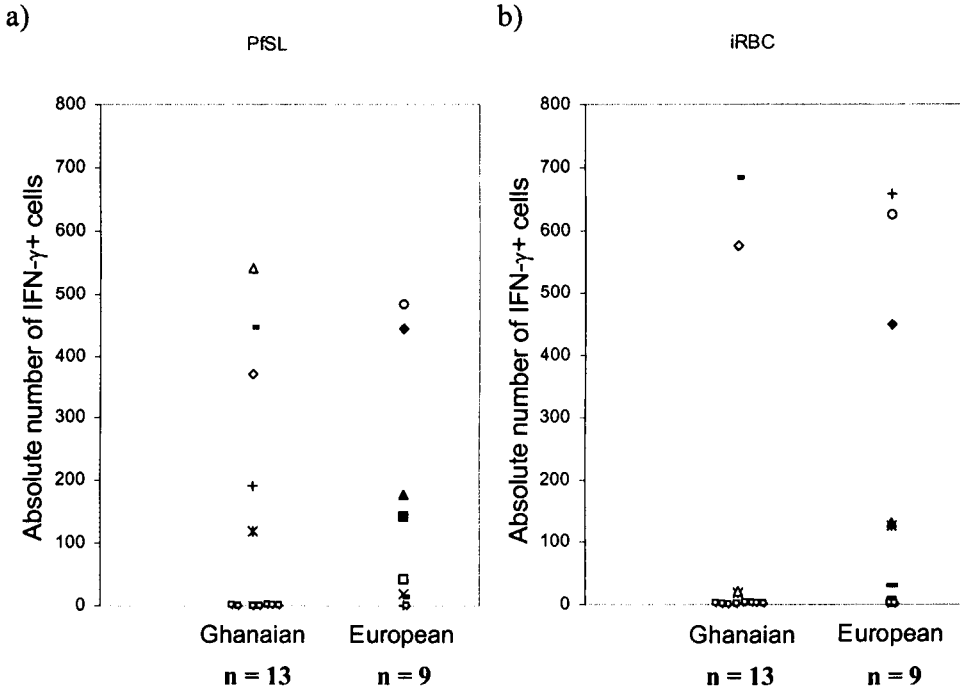 a)
PfSL
Absolute number of IFN-γ+ cells
800
700
600
500
400
300
200
100
0
Ghanaian
European
n = 13
n = 9
b)
iRBC
Absolute number of IFN-γ+ cells
800
700
600
500
400
300
200
100
0
Ghanaian
European
n = 13
n = 9